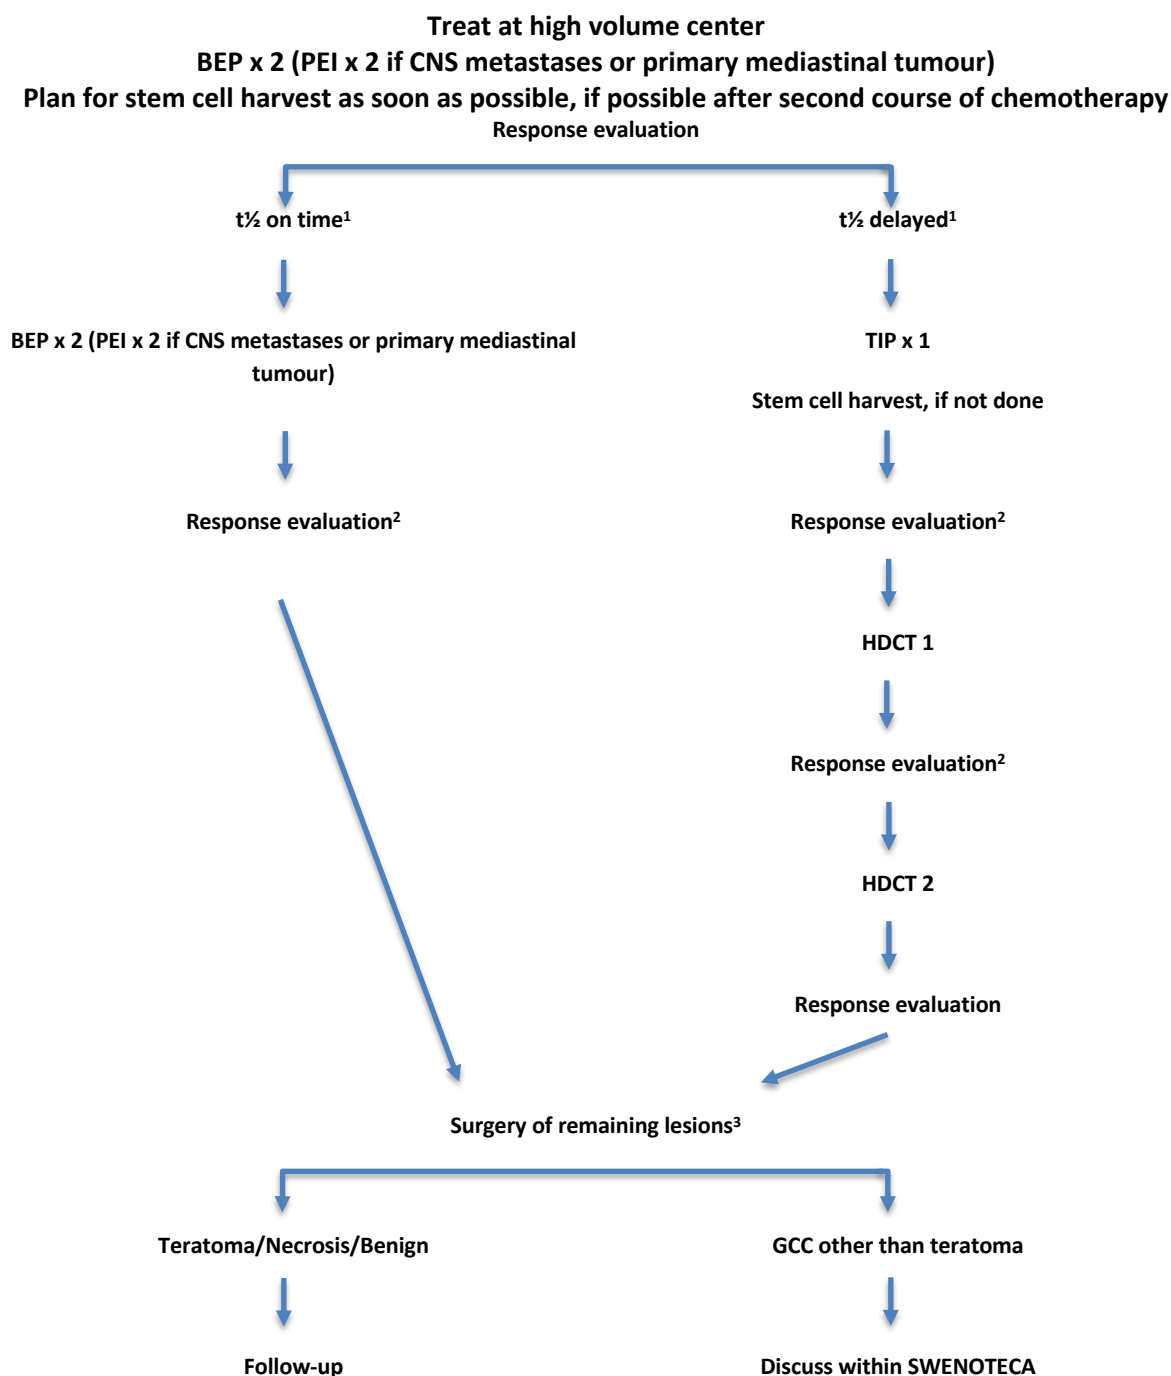 Treat at high volume center
BEP x 2 (PEI x 2 if CNS metastases or primary mediastinal tumour)
Plan for stem cell harvest as soon as possible, if possible after second course of chemotherapy
Response evaluation
t½ on time¹
t½ delayed¹
BEP x 2 (PEI x 2 if CNS metastases or primary mediastinal
tumour)
TIP x 1
Stem cell harvest, if not done
Response evaluation²
Response evaluation²
HDCT 1
Response evaluation²
HDCT 2
Response evaluation
Surgery of remaining lesions³
Teratoma/Necrosis/Benign
GCC other than teratoma
Follow-up
Discuss within SWENOTECA